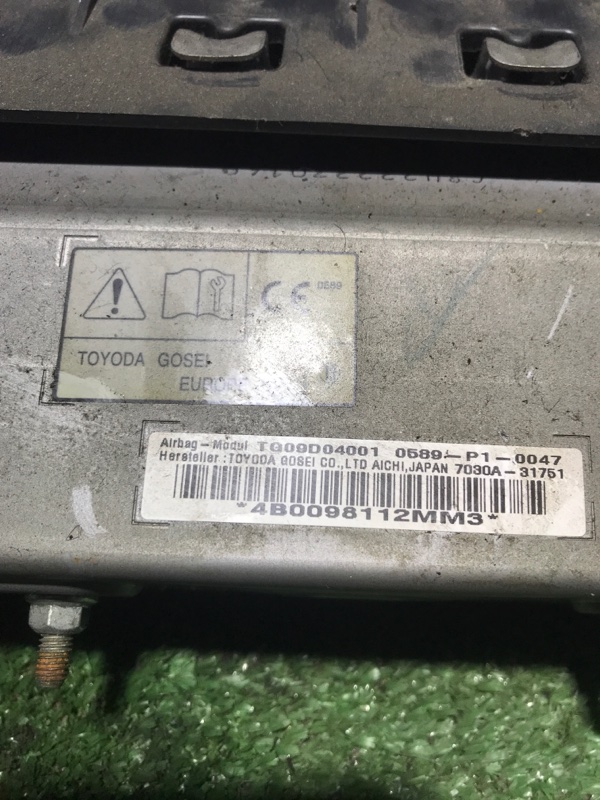 CE 0589
TOYODA GOSEI
Airbag-Modul TG09D04001 0589-P1-0047
Hersteller:TOYODA GOSEI CO.,LTD AICHI,JAPAN 7030A-31751
*4B0098112MM3*